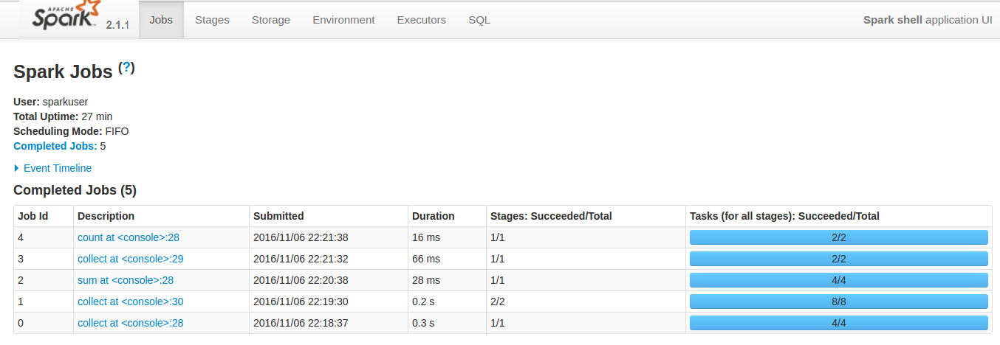 APACHE
Spark 2.1.1 Jobs Stages Storage Environment Executors SQL Spark shell application UI
Spark Jobs (?)
User: sparkuser
Total Uptime: 27 min
Scheduling Mode: FIFO
Completed Jobs: 5
Event Timeline
Completed Jobs (5)
Job Id Description Submitted Duration Stages: Succeeded/Total Tasks (for all stages): Succeeded/Total
4 count at <console>:28 2016/11/06 22:21:38 16 ms 1/1 2/2
3 collect at <console>:29 2016/11/06 22:21:32 66 ms 1/1 2/2
2 sum at <console>:28 2016/11/06 22:20:38 28 ms 1/1 4/4
1 collect at <console>:30 2016/11/06 22:19:30 0.2 s 2/2 8/8
0 collect at <console>:28 2016/11/06 22:18:37 0.3 s 1/1 4/4